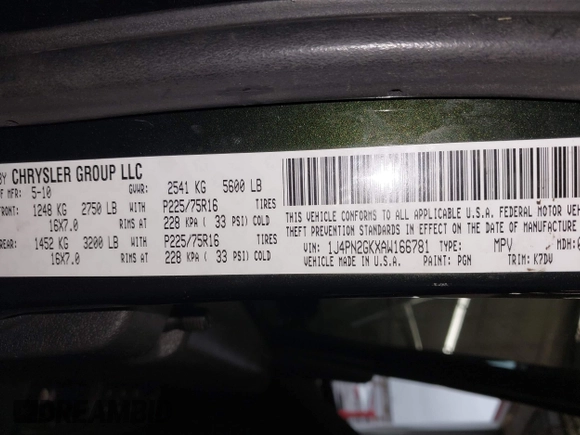 BY CHRYSLER GROUP LLC
OF MFR: 5-10 GVWR: 2541 KG 5600 LB
FRONT: 1248 KG 2750 LB WITH P225/75R16 TIRES
16X7.0 RIMS AT 228 KPA ( 33 PSI) COLD
REAR: 1452 KG 3200 LB WITH P225/75R16 TIRES
16X7.0 RIMS AT 228 KPA ( 33 PSI) COLD
THIS VEHICLE CONFORMS TO ALL APPLICABLE U.S.A. FEDERAL MOTOR
THEFT PREVENTION STANDARDS IN EFFECT ON THE DATE OF MANUFACTURE
VIN: 1J4PN2GKXAW166781 TYPE: MPV MDH:
VEHICLE MADE IN U.S.A. PAINT: PGN TRIM: K7DV
DREAMBID